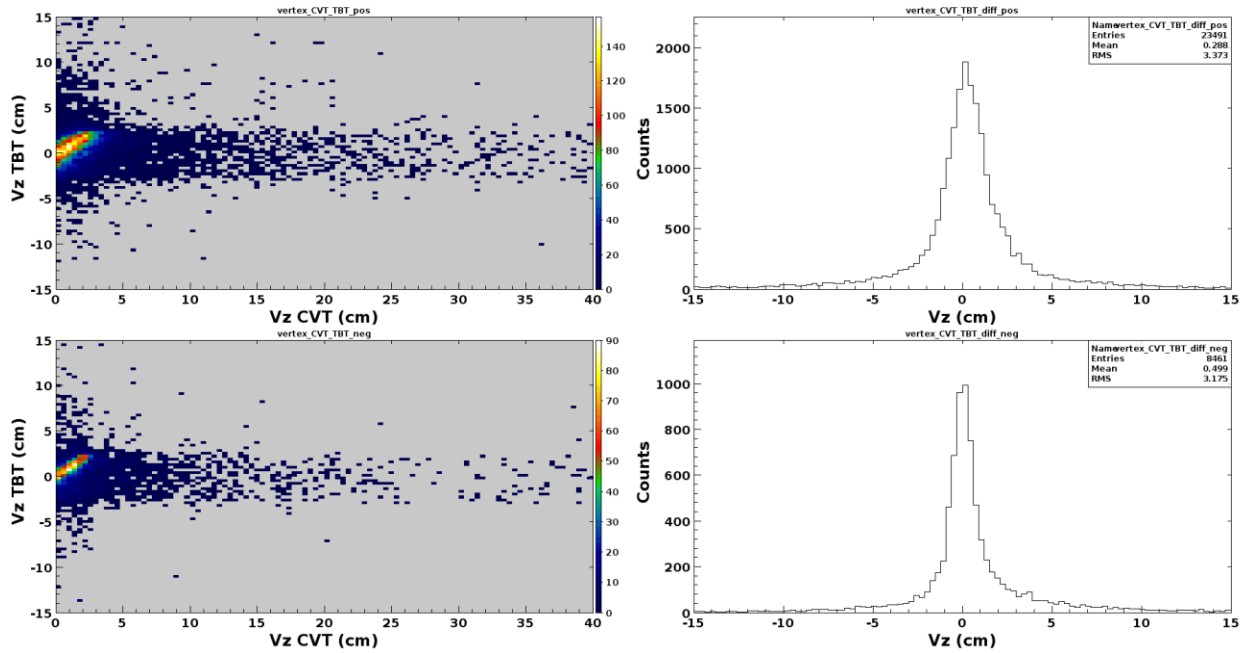 vertex_CVT_TBT_pos
15
10
5
0
-5
-10
-15
Vz TBT (cm)
0 5 10 15 20 25 30 35 40
Vz CVT (cm)
140
120
100
80
60
40
20
0
vertex_CVT_TBT_diff_pos
Namevertex_CVT_TBT_diff_pos
Entries 23491
Mean 0.288
RMS 3.373
2000
1500
1000
500
0
Counts
-15 -10 -5 0 5 10 15
Vz (cm)
vertex_CVT_TBT_neg
15
10
5
0
-5
-10
-15
Vz TBT (cm)
0 5 10 15 20 25 30 35 40
Vz CVT (cm)
90
80
70
60
50
40
30
20
10
0
vertex_CVT_TBT_diff_neg
Namevertex_CVT_TBT_diff_neg
Entries 8461
Mean 0.499
RMS 3.175
1000
800
600
400
200
0
Counts
-15 -10 -5 0 5 10 15
Vz (cm)